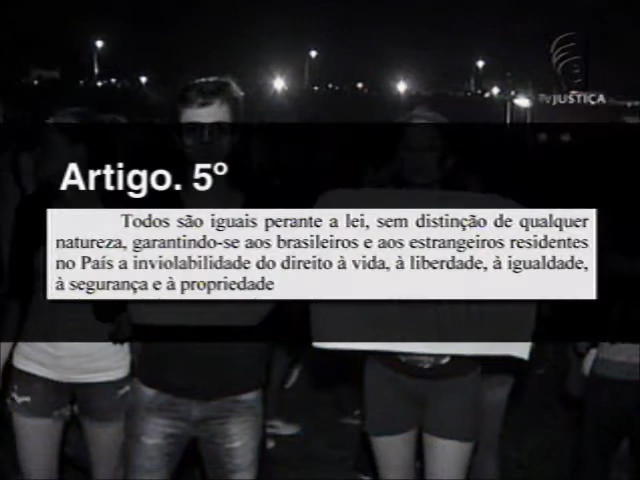 TV JUSTIÇA
Artigo. 5º
Todos são iguais perante a lei, sem distinção de qualquer
natureza, garantindo-se aos brasileiros e aos estrangeiros residentes
no País a inviolabilidade do direito à vida, à liberdade, à igualdade,
à segurança e à propriedade